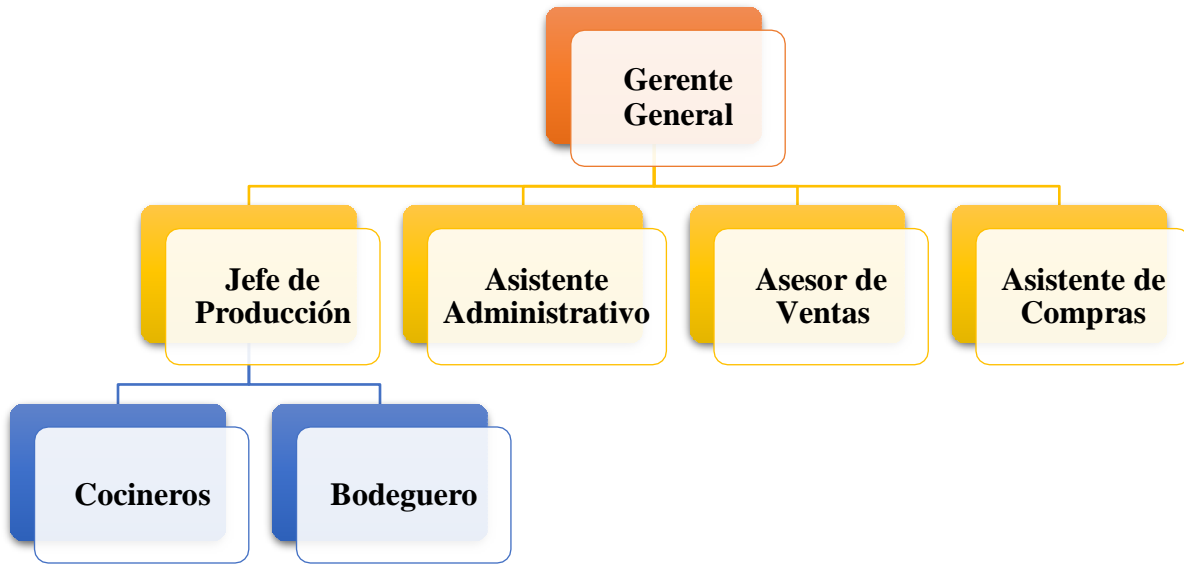 Gerente
General
Jefe de
Producción
Asistente
Administrativo
Asesor de
Ventas
Asistente de
Compras
Cocineros
Bodeguero